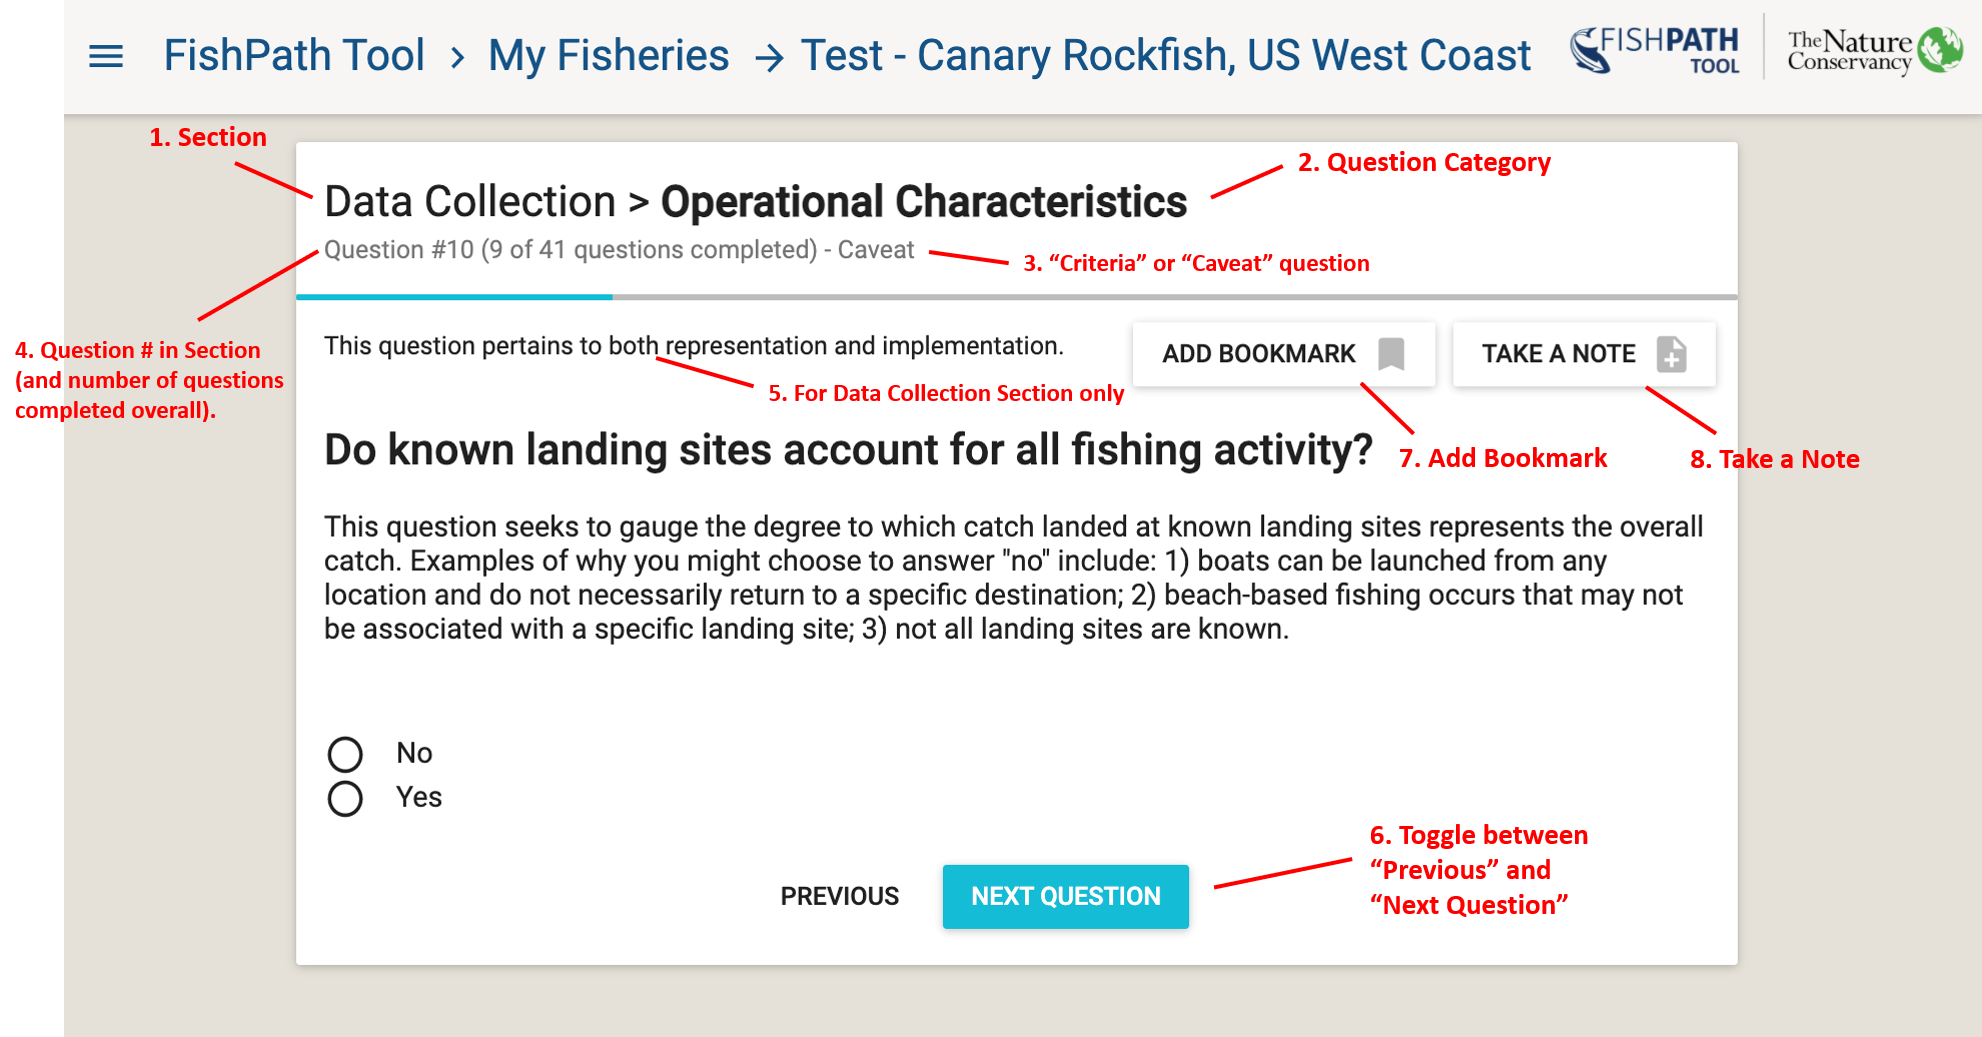 FishPath Tool > My Fisheries → Test - Canary Rockfish, US West Coast
FISHPATH
TOOL
The Nature
Conservancy
1. Section
2. Question Category
Data Collection > Operational Characteristics
Question #10 (9 of 41 questions completed) - Caveat
3. “Criteria” or “Caveat” question
4. Question # in Section
(and number of questions
completed overall).
This question pertains to both representation and implementation.
ADD BOOKMARK
TAKE A NOTE
5. For Data Collection Section only
Do known landing sites account for all fishing activity?
7. Add Bookmark
8. Take a Note
This question seeks to gauge the degree to which catch landed at known landing sites represents the overall
catch. Examples of why you might choose to answer "no" include: 1) boats can be launched from any
location and do not necessarily return to a specific destination; 2) beach-based fishing occurs that may not
be associated with a specific landing site; 3) not all landing sites are known.
No
Yes
6. Toggle between
“Previous” and
“Next Question”
PREVIOUS
NEXT QUESTION